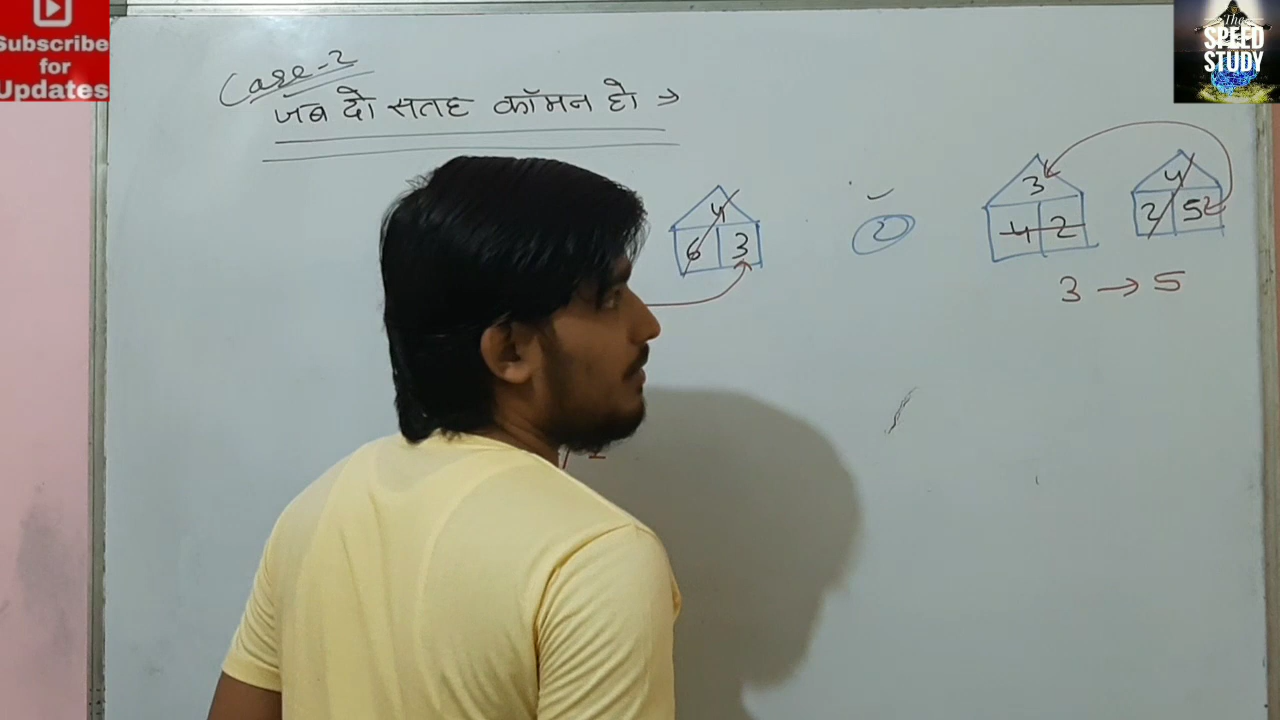 Subscribe
for
Updates
The
SPEED
STUDY
Case-2
जब दो सतह कॉमन हो →
4
6 3
2
3
4 2
4
2 5
3 → 5